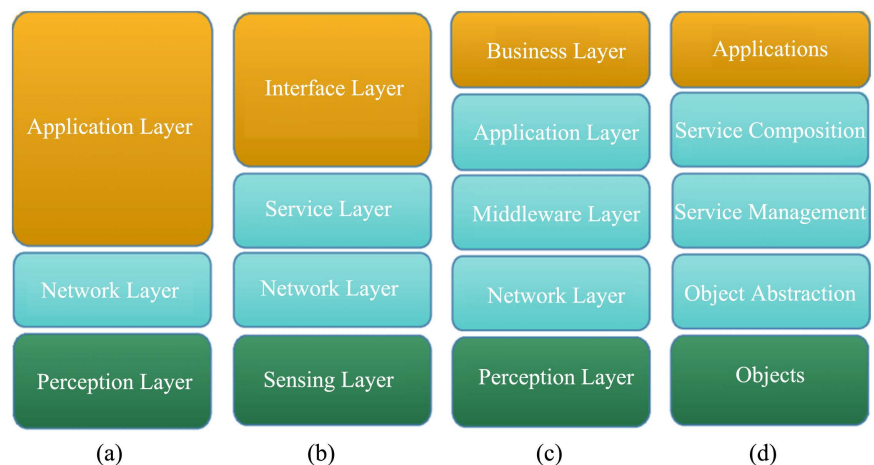 Application Layer
Network Layer
Perception Layer
(a)
Interface Layer
Service Layer
Network Layer
Sensing Layer
(b)
Business Layer
Application Layer
Middleware Layer
Network Layer
Perception Layer
(c)
Applications
Service Composition
Service Management
Object Abstraction
Objects
(d)